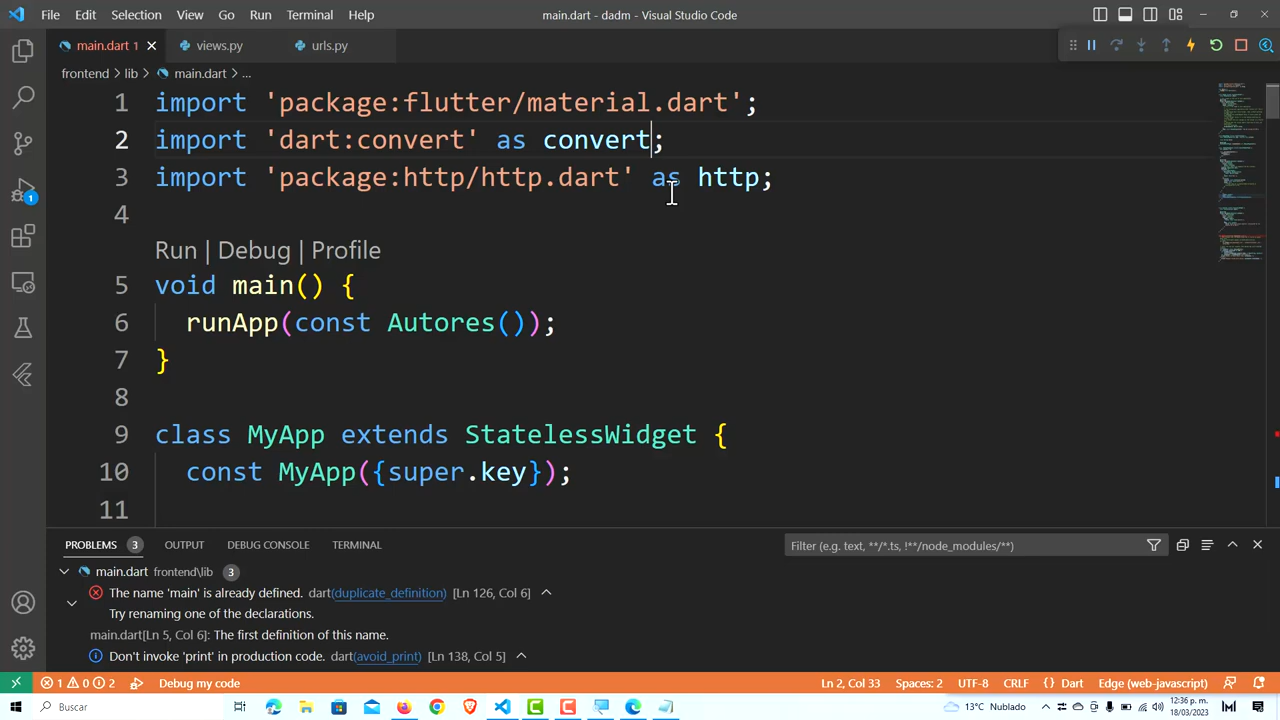 File Edit Selection View Go Run Terminal Help main.dart - dadm - Visual Studio Code
main.dart 1 views.py urls.py
frontend > lib > main.dart > ...
1 import 'package:flutter/material.dart';
2 import 'dart:convert' as convert;
3 import 'package:http/http.dart' as http;
4
Run | Debug | Profile
5 void main() {
6 runApp(const Autores());
7 }
8
9 class MyApp extends StatelessWidget {
10 const MyApp({super.key});
11
1
PROBLEMS 3 OUTPUT DEBUG CONSOLE TERMINAL Filter (e.g. text, **/*.ts, !**/node_modules/**)
main.dart frontend\lib 3
The name 'main' is already defined. dart(duplicate_definition) [Ln 126, Col 6]
Try renaming one of the declarations.
main.dart[Ln 5, Col 6]: The first definition of this name.
Don't invoke 'print' in production code. dart(avoid_print) [Ln 138, Col 5]
1 0 2 Debug my code Ln 2, Col 33 Spaces: 2 UTF-8 CRLF {} Dart Edge (web-javascript)
Buscar 13°C Nublado 12:36 p. m.
18/03/2023